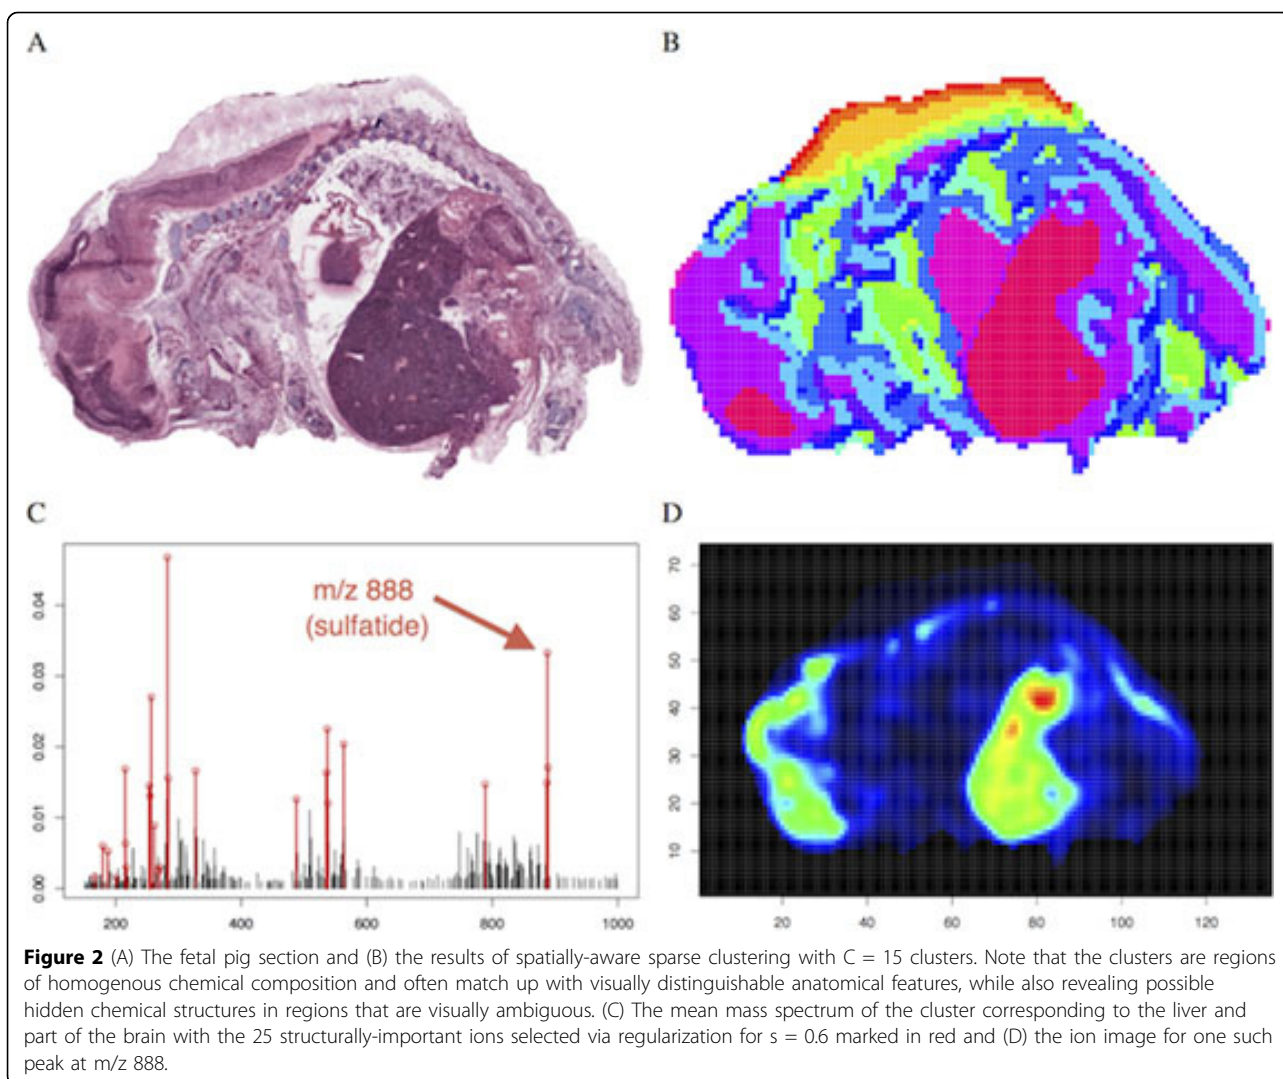 A
B
C
D
m/z 888
(sulfatide)
0.04
0.03
0.02
0.01
0.00
200 400 600 800 1000
70
60
50
40
30
20
10
20 40 60 80 100 120
Figure 2 (A) The fetal pig section and (B) the results of spatially-aware sparse clustering with C = 15 clusters. Note that the clusters are regions
of homogenous chemical composition and often match up with visually distinguishable anatomical features, while also revealing possible
hidden chemical structures in regions that are visually ambiguous. (C) The mean mass spectrum of the cluster corresponding to the liver and
part of the brain with the 25 structurally-important ions selected via regularization for s = 0.6 marked in red and (D) the ion image for one such
peak at m/z 888.